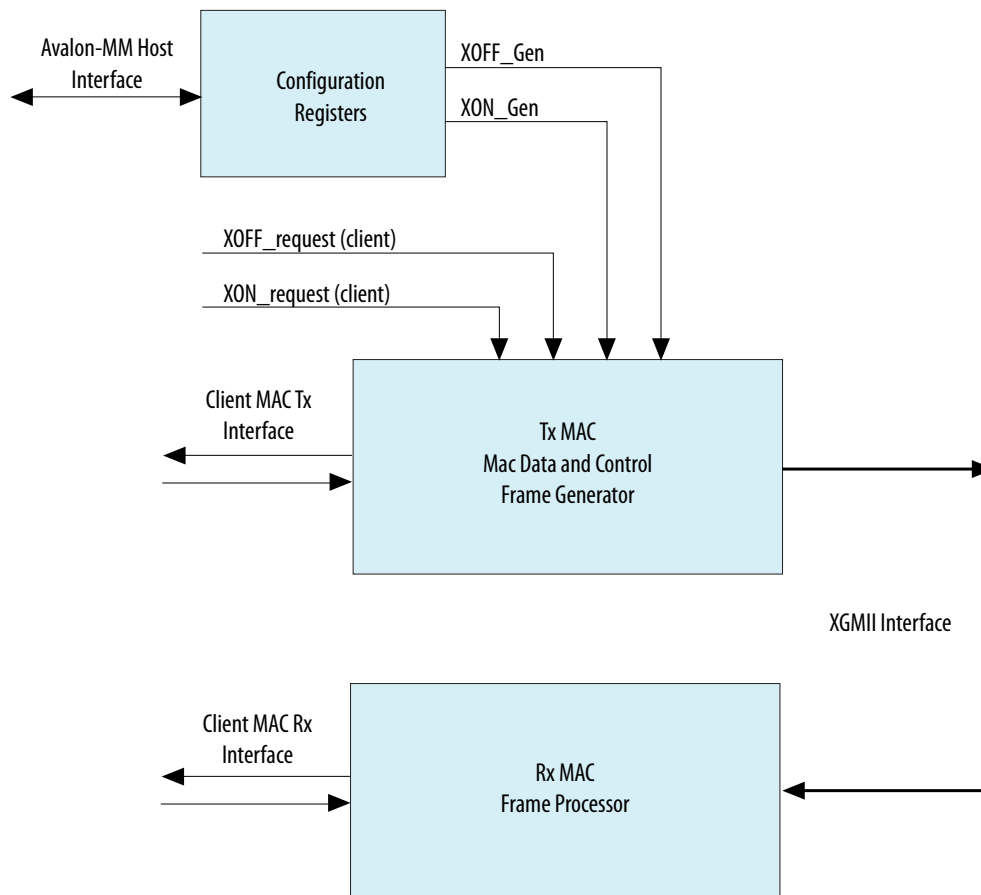 Avalon-MM Host
Interface
Configuration
Registers
XOFF_Gen
XON_Gen
XOFF_request (client)
XON_request (client)
Client MAC Tx
Interface
Tx MAC
Mac Data and Control
Frame Generator
XGMII Interface
Client MAC Rx
Interface
Rx MAC
Frame Processor